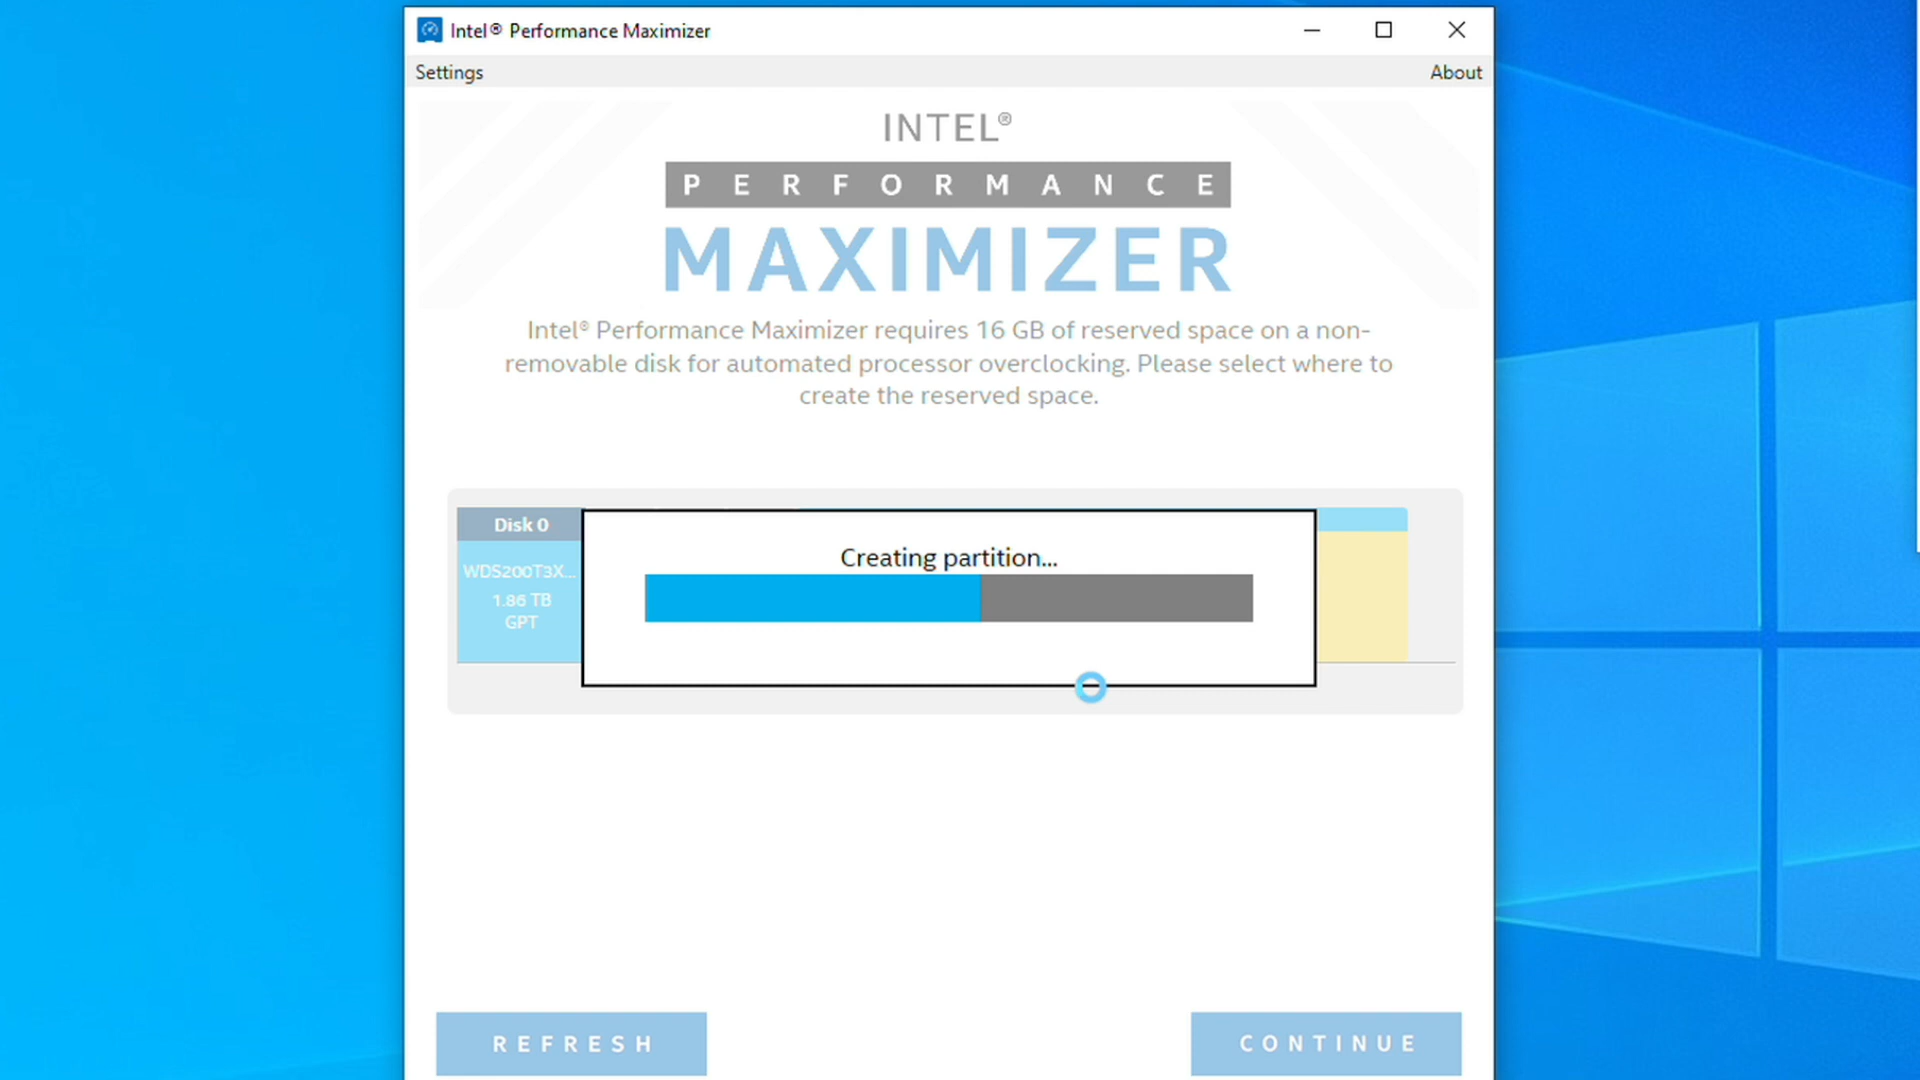 Intel® Performance Maximizer
Settings
About
INTEL®
PERFORMANCE
MAXIMIZER
Intel® Performance Maximizer requires 16 GB of reserved space on a non-
removable disk for automated processor overclocking. Please select where to
create the reserved space.
Disk 0
WDS200T3X...
1.86 TB
GPT
Creating partition...
REFRESH
CONTINUE